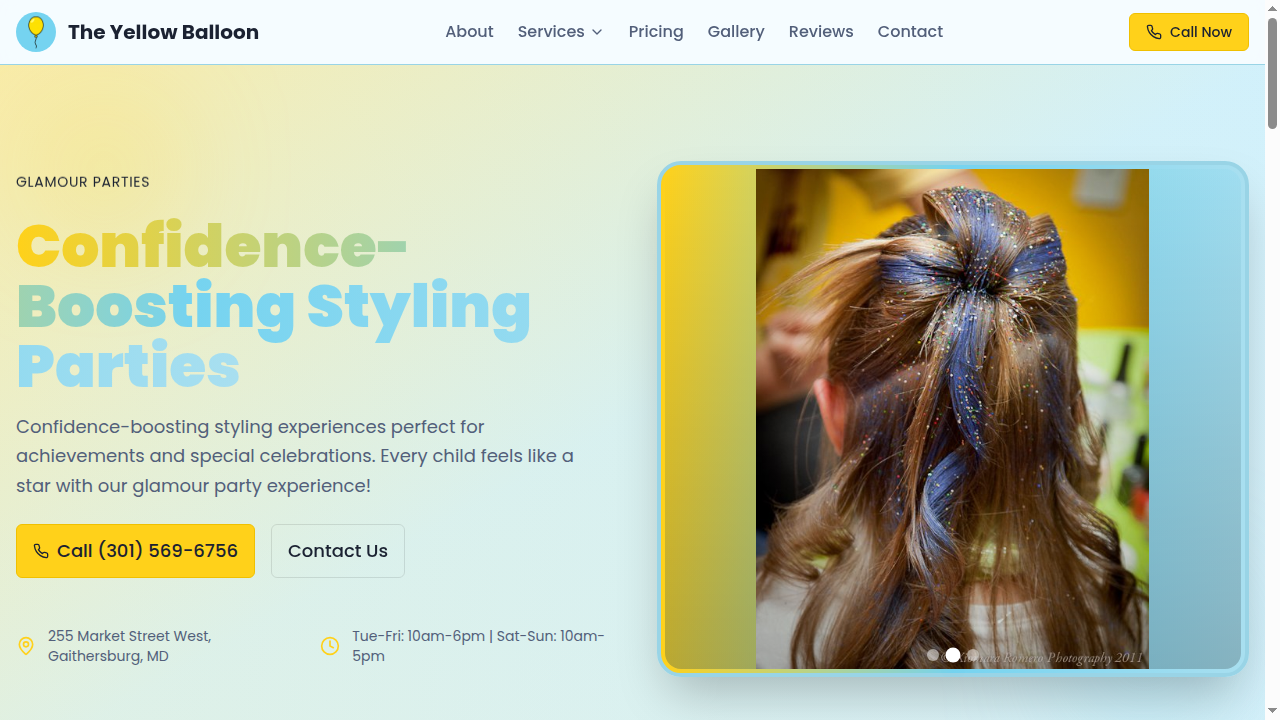 The Yellow Balloon
About
Services
Pricing
Gallery
Reviews
Contact
Call Now
GLAMOUR PARTIES
Confidence-
Boosting Styling
Parties
Confidence-boosting styling experiences perfect for
achievements and special celebrations. Every child feels like a
star with our glamour party experience!
Call (301) 569-6756
Contact Us
255 Market Street West,
Gaithersburg, MD
Tue-Fri: 10am-6pm | Sat-Sun: 10am-
5pm
Romero Photography 2011